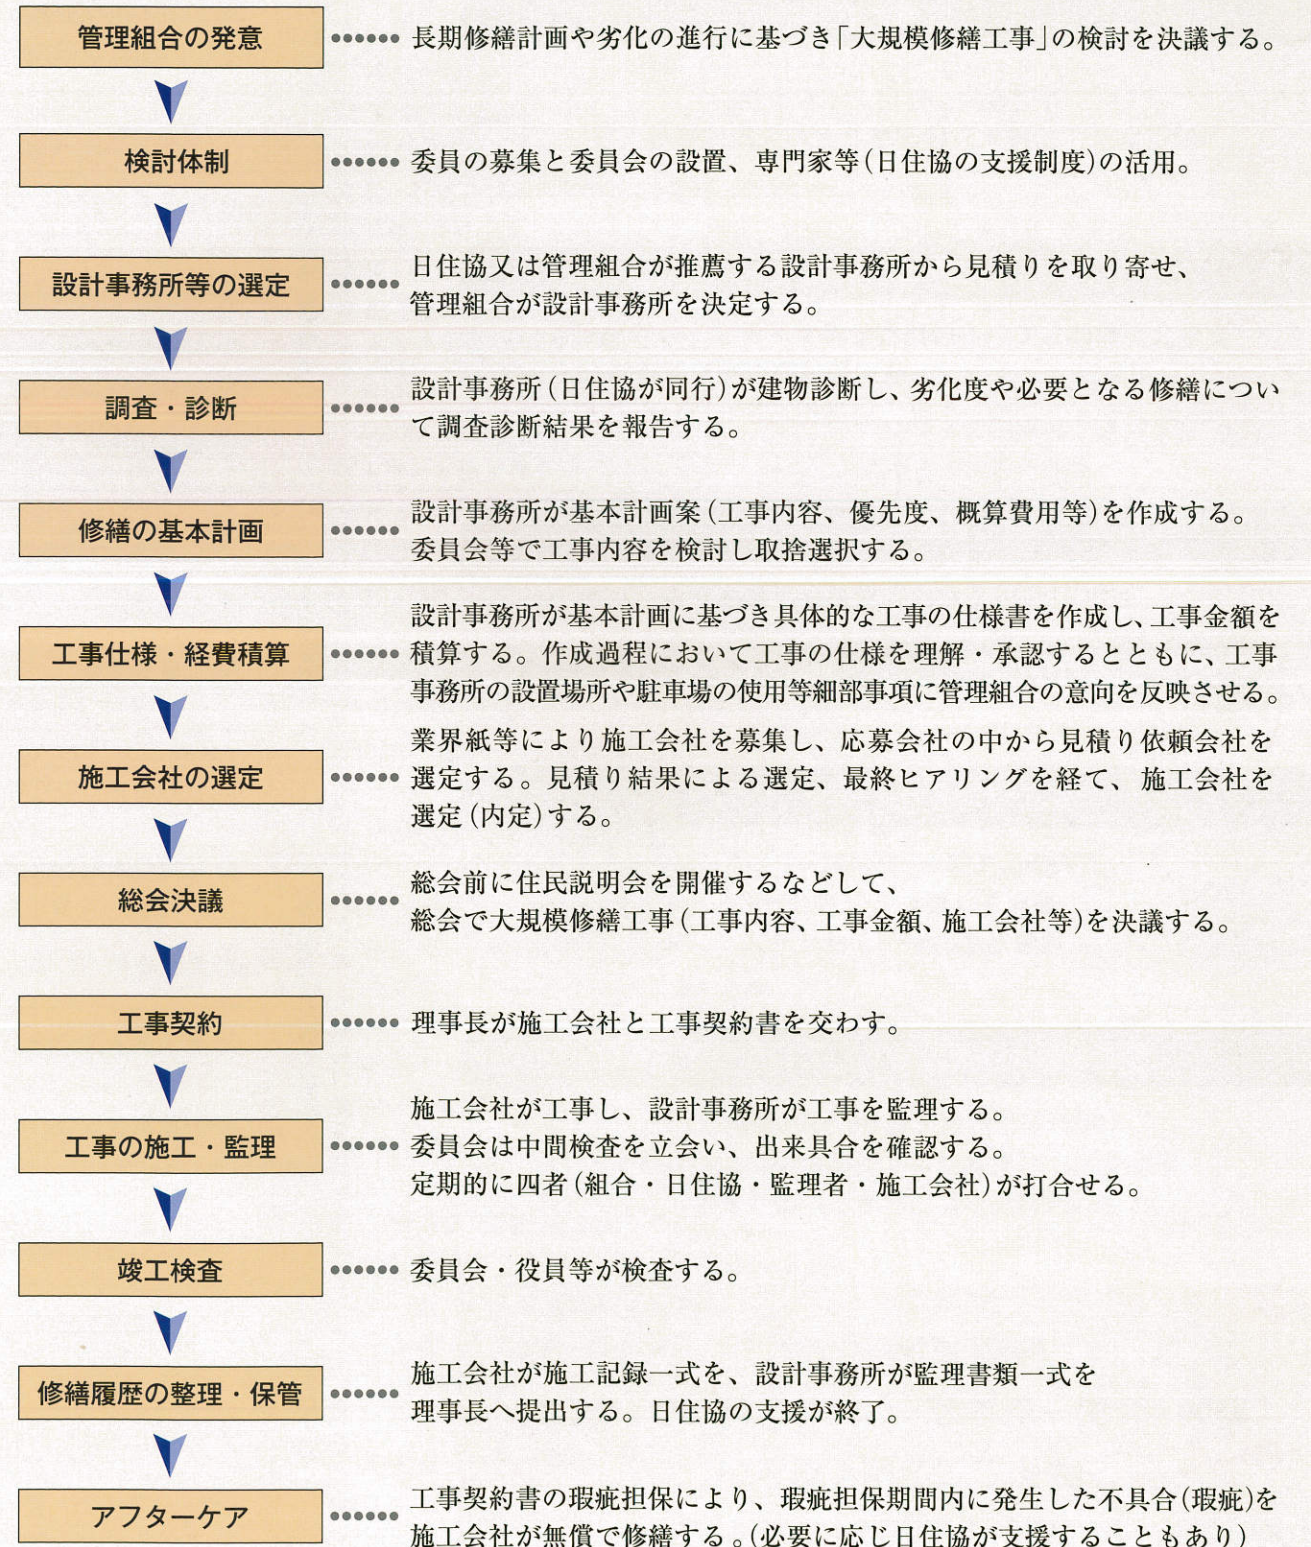 管理組合の発意
長期修繕計画や劣化の進行に基づき「大規模修繕工事」の検討を決議する。
検討体制
委員の募集と委員会の設置、専門家等(日住協の支援制度)の活用。
設計事務所等の選定
日住協又は管理組合が推薦する設計事務所から見積りを取り寄せ、
管理組合が設計事務所を決定する。
調査・診断
設計事務所(日住協が同行)が建物診断し、劣化度や必要となる修繕につい
て調査診断結果を報告する。
修繕の基本計画
設計事務所が基本計画案(工事内容、優先度、概算費用等)を作成する。
委員会等で工事内容を検討し取捨選択する。
工事仕様・経費積算
設計事務所が基本計画に基づき具体的な工事の仕様書を作成し、工事金額を
積算する。作成過程において工事の仕様を理解・承認するとともに、工事
事務所の設置場所や駐車場の使用等細部事項に管理組合の意向を反映させる。
施工会社の選定
業界紙等により施工会社を募集し、応募会社の中から見積り依頼会社を
選定する。見積り結果による選定、最終ヒアリングを経て、施工会社を
選定(内定)する。
総会決議
総会前に住民説明会を開催するなどして、
総会で大規模修繕工事(工事内容、工事金額、施工会社等)を決議する。
工事契約
理事長が施工会社と工事契約書を交わす。
工事の施工・監理
施工会社が工事し、設計事務所が工事を監理する。
委員会は中間検査を立会い、出来具合を確認する。
定期的に四者(組合・日住協・監理者・施工会社)が打合せる。
竣工検査
委員会・役員等が検査する。
修繕履歴の整理・保管
施工会社が施工記録一式を、設計事務所が監理書類一式を
理事長へ提出する。日住協の支援が終了。
アフターケア
工事契約書の瑕疵担保により、瑕疵担保期間内に発生した不具合(瑕疵)を
施工会社が無償で修繕する。(必要に応じ日住協が支援することもあり)